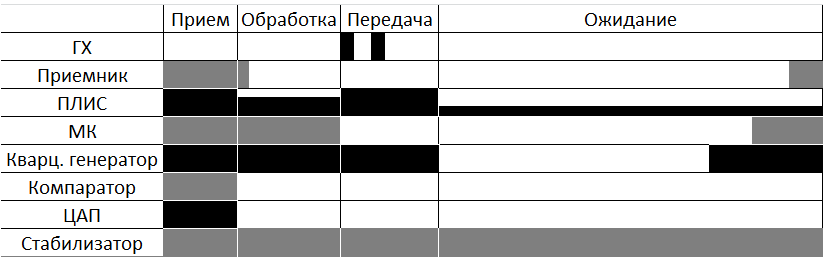 Прием Обработка Передача Ожидание
ГХ
Приемник
ПЛИС
МК
Кварц. генератор
Компаратор
ЦАП
Стабилизатор